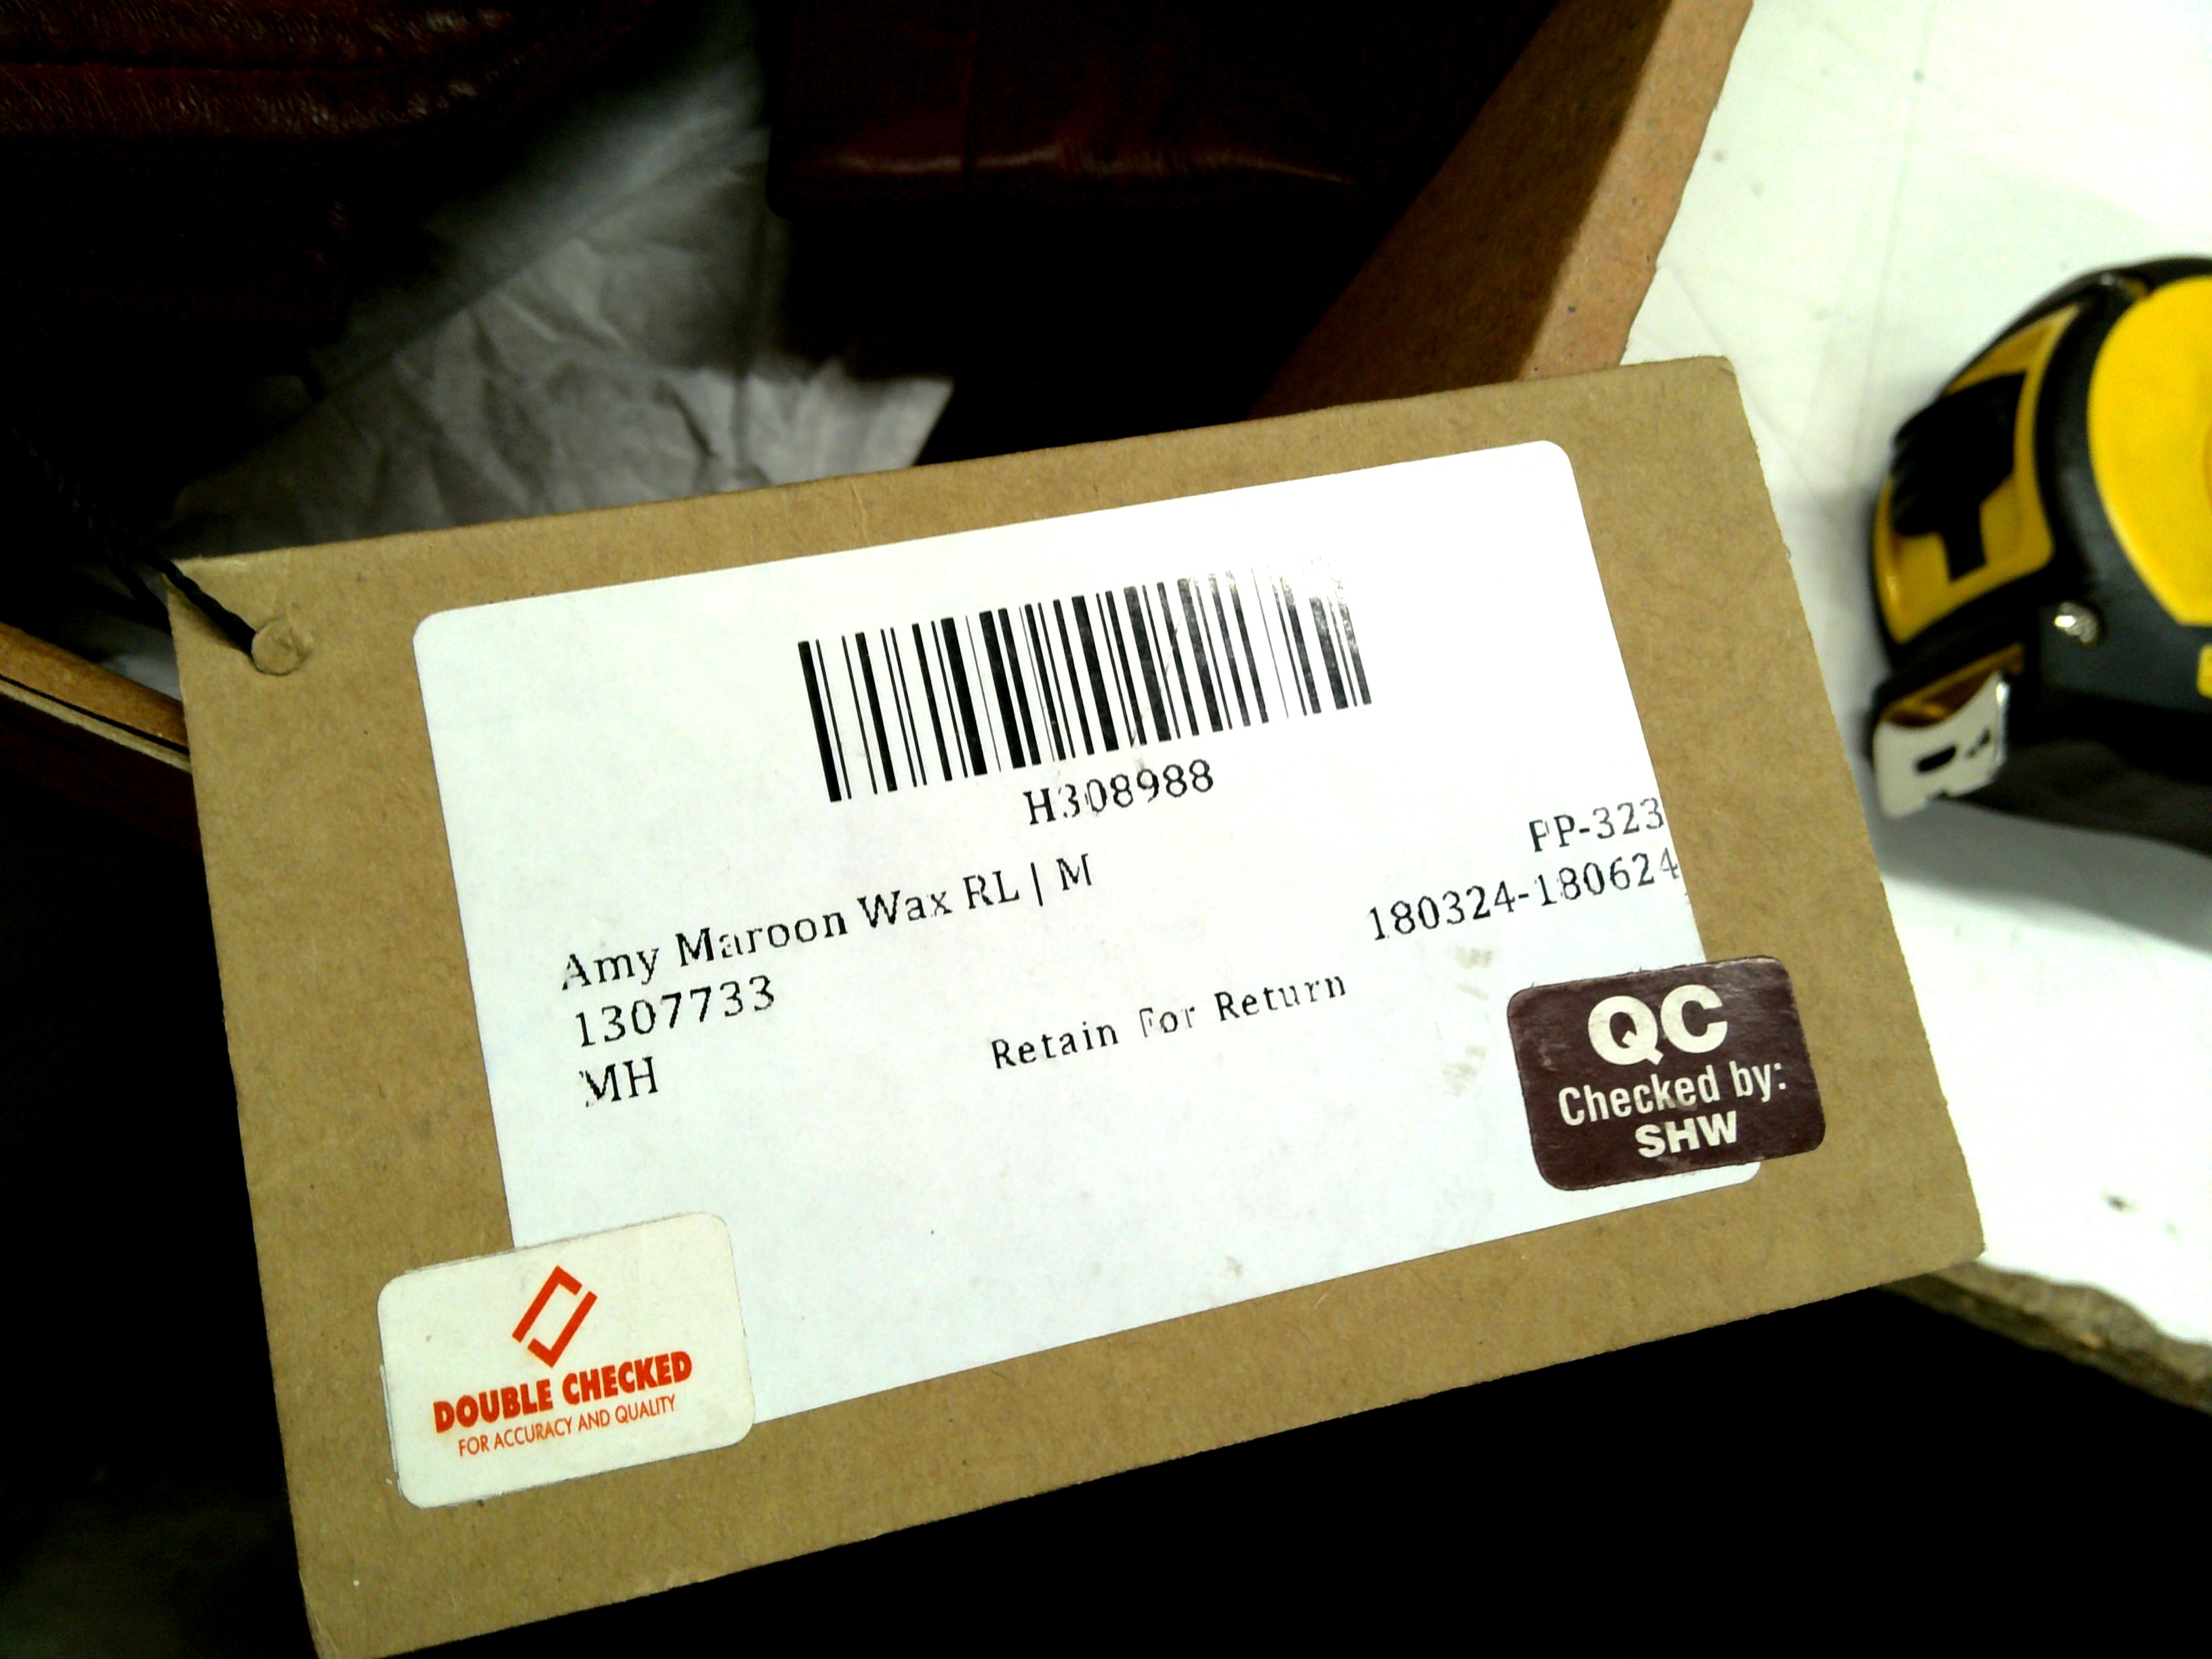 H308988
PP-323
Amy Maroon Wax RL | M
180324-180624
1307733
Retain For Return
MH
QC
Checked by:
SHW
DOUBLE CHECKED
FOR ACCURACY AND QUALITY